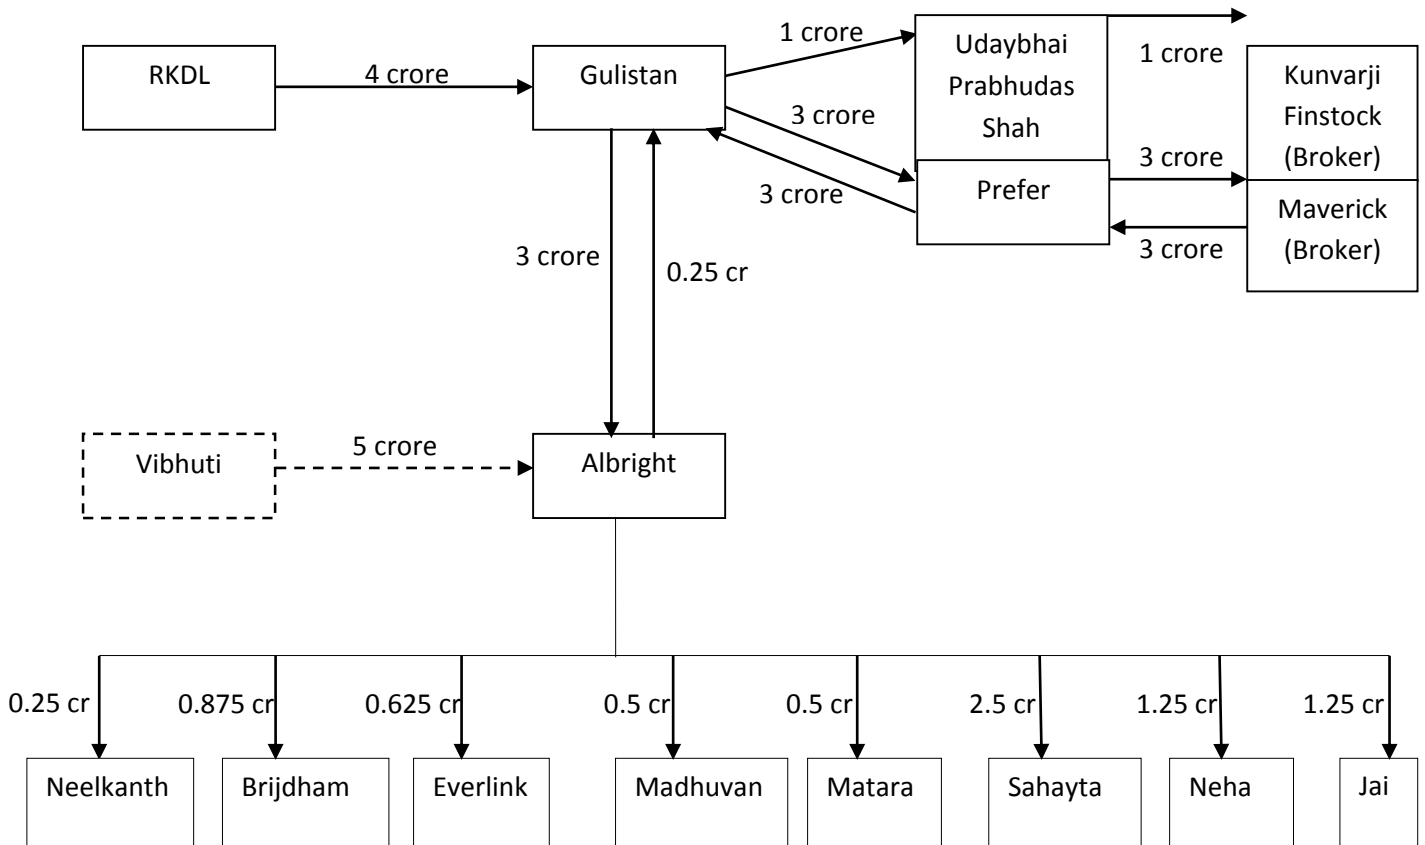 1 crore
Udaybhai
Prabhudas
Shah
1 crore
RKDL
4 crore
Gulistan
Kunvarji
Finstock
(Broker)
3 crore
3 crore
3 crore
Prefer
3 crore
Maverick
(Broker)
3 crore
0.25 cr
Vibhuti
5 crore
Albright
0.25 cr
0.875 cr
0.625 cr
0.5 cr
0.5 cr
2.5 cr
1.25 cr
1.25 cr
Neelkanth
Brijdham
Everlink
Madhuvan
Matara
Sahayta
Neha
Jai